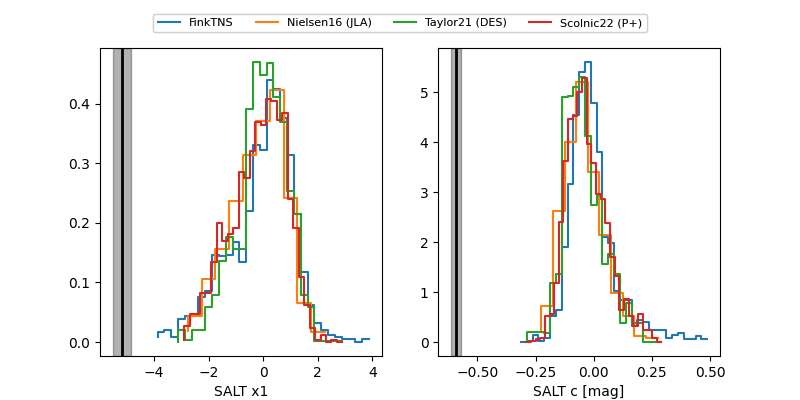 FinkTNS Nielsen16 (JLA) Taylor21 (DES) Scolnic22 (P+)
0.4
0.3
0.2
0.1
0.0
−4 −2 0 2 4
SALT x1
5
4
3
2
1
0
−0.50 −0.25 0.00 0.25 0.50
SALT c [mag]